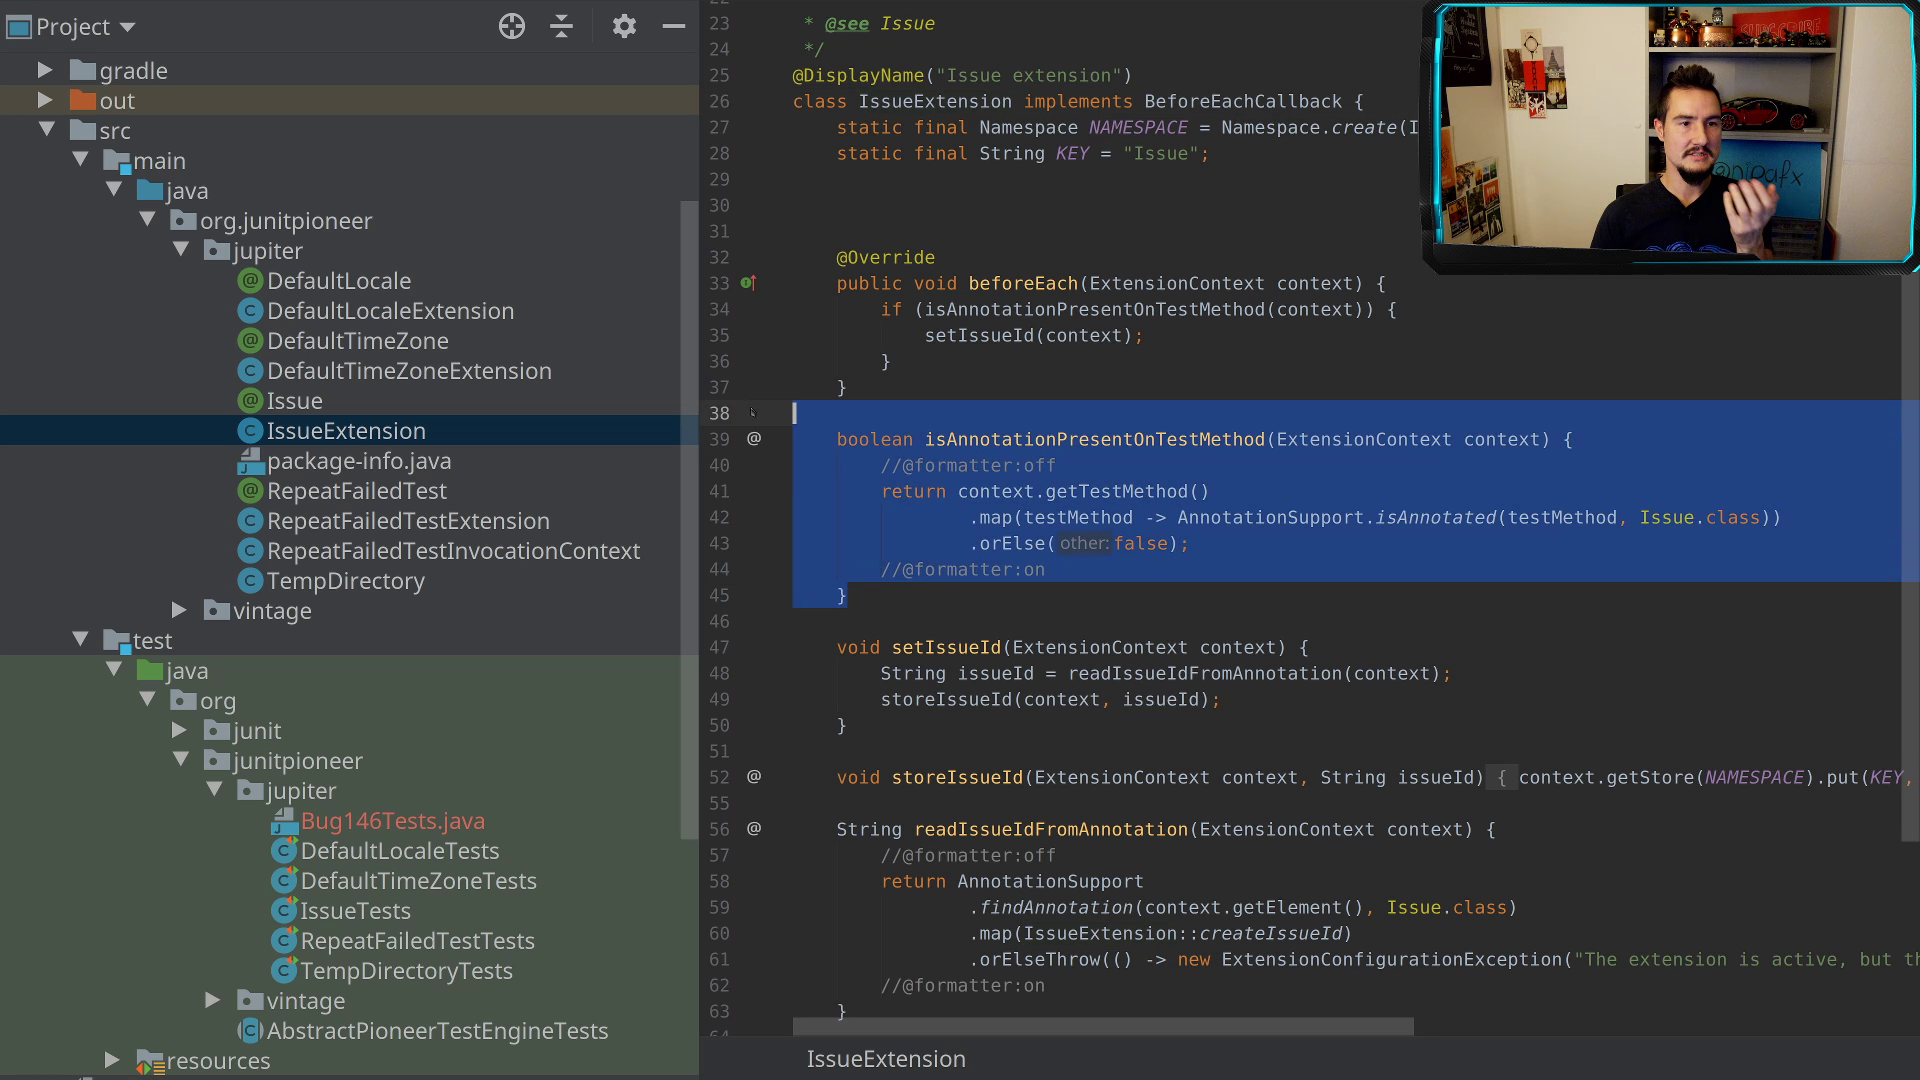 Project
gradle
out
src
main
java
org.junitpioneer
jupiter
DefaultLocale
DefaultLocaleExtension
DefaultTimeZone
DefaultTimeZoneExtension
Issue
IssueExtension
package-info.java
RepeatFailedTest
RepeatFailedTestExtension
RepeatFailedTestInvocationContext
TempDirectory
vintage
test
java
org
junit
junitpioneer
jupiter
Bug146Tests.java
DefaultLocaleTests
DefaultTimeZoneTests
IssueTests
RepeatFailedTestTests
TempDirectoryTests
vintage
AbstractPioneerTestEngineTests
resources
23 * @see Issue
24 */
25 @DisplayName("Issue extension")
26 class IssueExtension implements BeforeEachCallback {
27 static final Namespace NAMESPACE = Namespace.create(I
28 static final String KEY = "Issue";
29
30
31
32 @Override
33 public void beforeEach(ExtensionContext context) {
34 if (isAnnotationPresentOnTestMethod(context)) {
35 setIssueId(context);
36 }
37 }
38
39 @ boolean isAnnotationPresentOnTestMethod(ExtensionContext context) {
40 //@formatter:off
41 return context.getTestMethod()
42 .map(testMethod -> AnnotationSupport.isAnnotated(testMethod, Issue.class))
43 .orElse( other: false);
44 //@formatter:on
45 }
46
47 void setIssueId(ExtensionContext context) {
48 String issueId = readIssueIdFromAnnotation(context);
49 storeIssueId(context, issueId);
50 }
51
52 @ void storeIssueId(ExtensionContext context, String issueId) { context.getStore(NAMESPACE).put(KEY,
55
56 @ String readIssueIdFromAnnotation(ExtensionContext context) {
57 //@formatter:off
58 return AnnotationSupport
59 .findAnnotation(context.getElement(), Issue.class)
60 .map(IssueExtension::createIssueId)
61 .orElseThrow(() -> new ExtensionConfigurationException("The extension is active, but th
62 //@formatter:on
63 }
IssueExtension
SUBSCRIBE
@nipafx